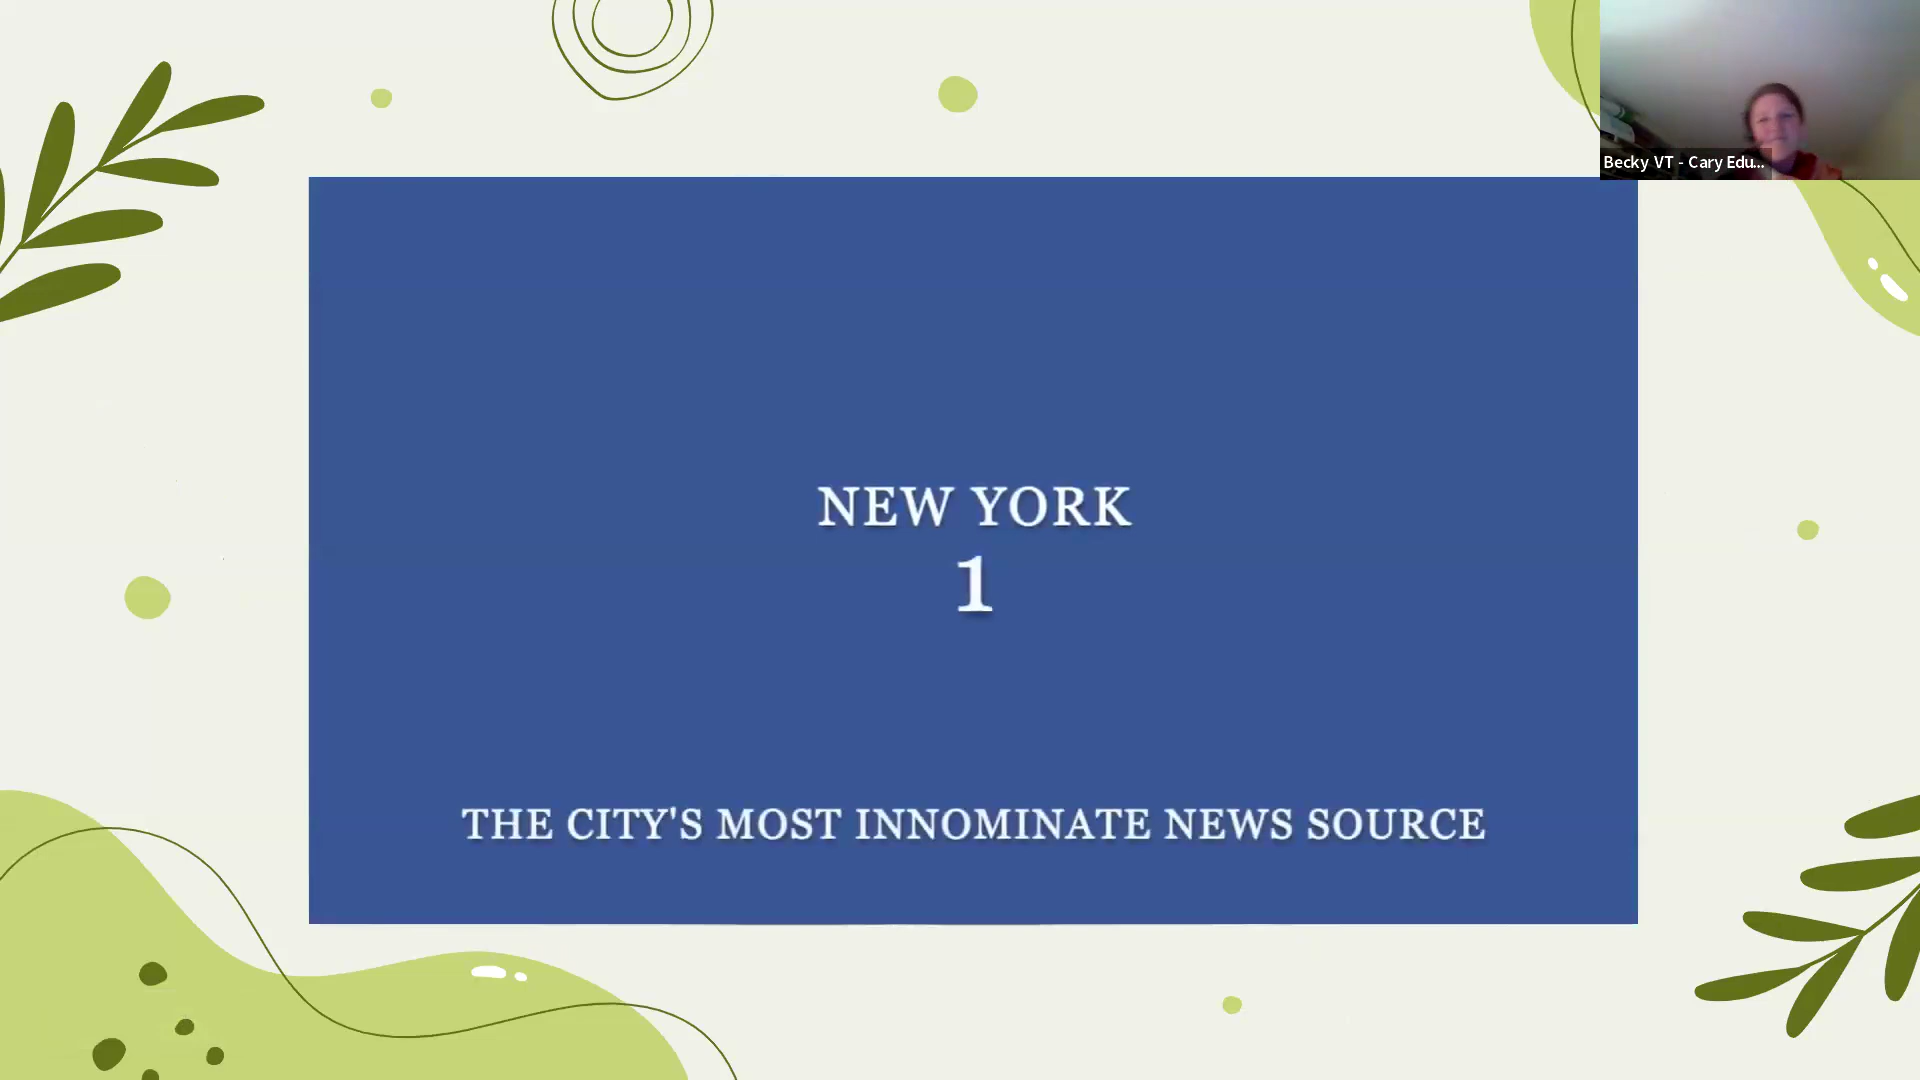 Becky VT - Cary Edu...
NEW YORK
1
THE CITY'S MOST INNOMINATE NEWS SOURCE